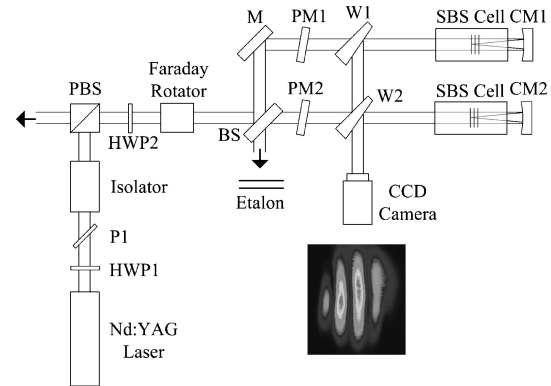 M
PM1
W1
SBS Cell CM1
Faraday
Rotator
PBS
PM2
W2
SBS Cell CM2
HWP2
BS
Isolator
Etalon
CCD
Camera
P1
HWP1
Nd:YAG
Laser